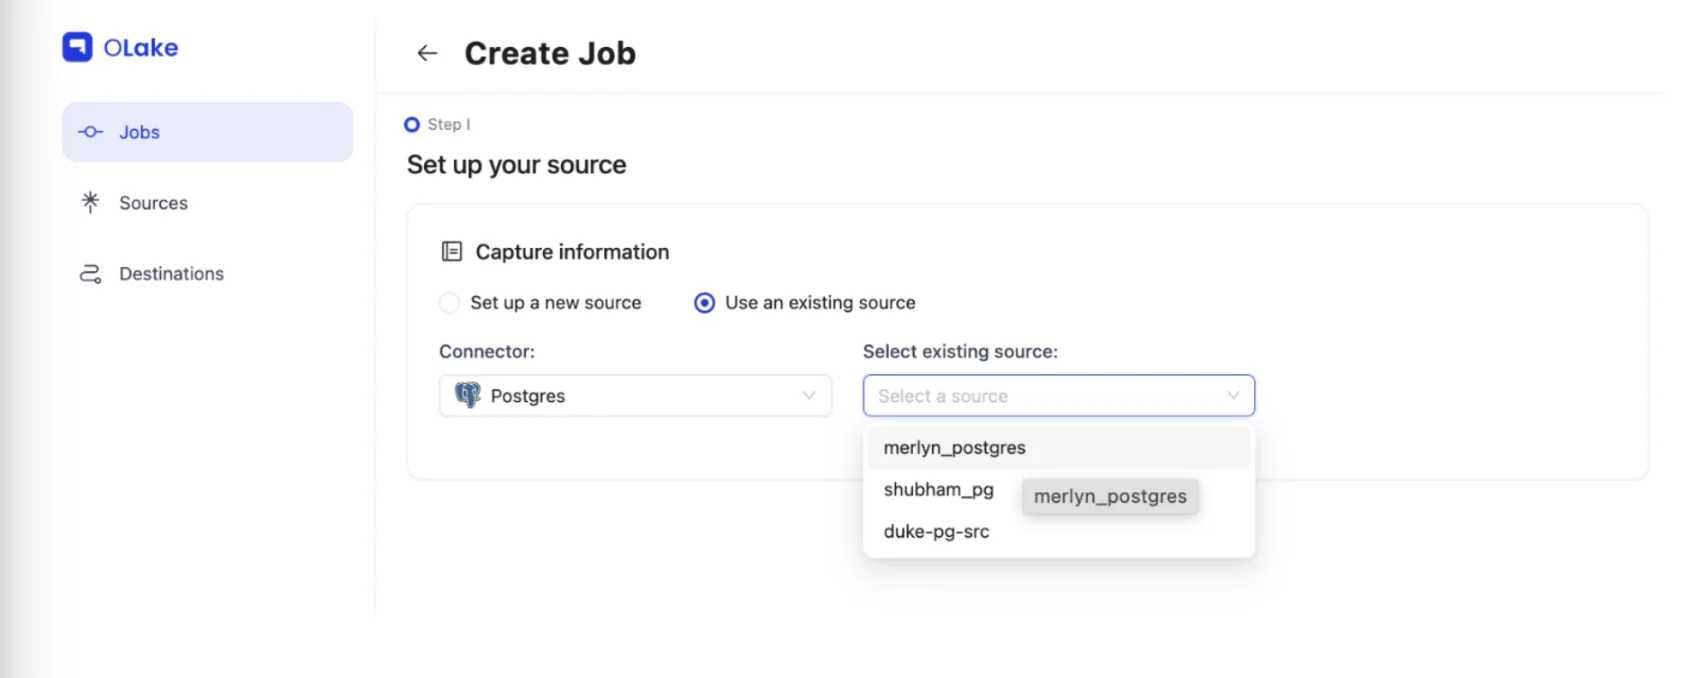 OLake
Jobs
Sources
Destinations
Create Job
Step I
Set up your source
Capture information
Set up a new source
Use an existing source
Connector:
Select existing source:
Postgres
Select a source
merlyn_postgres
shubham_pg
merlyn_postgres
duke-pg-src